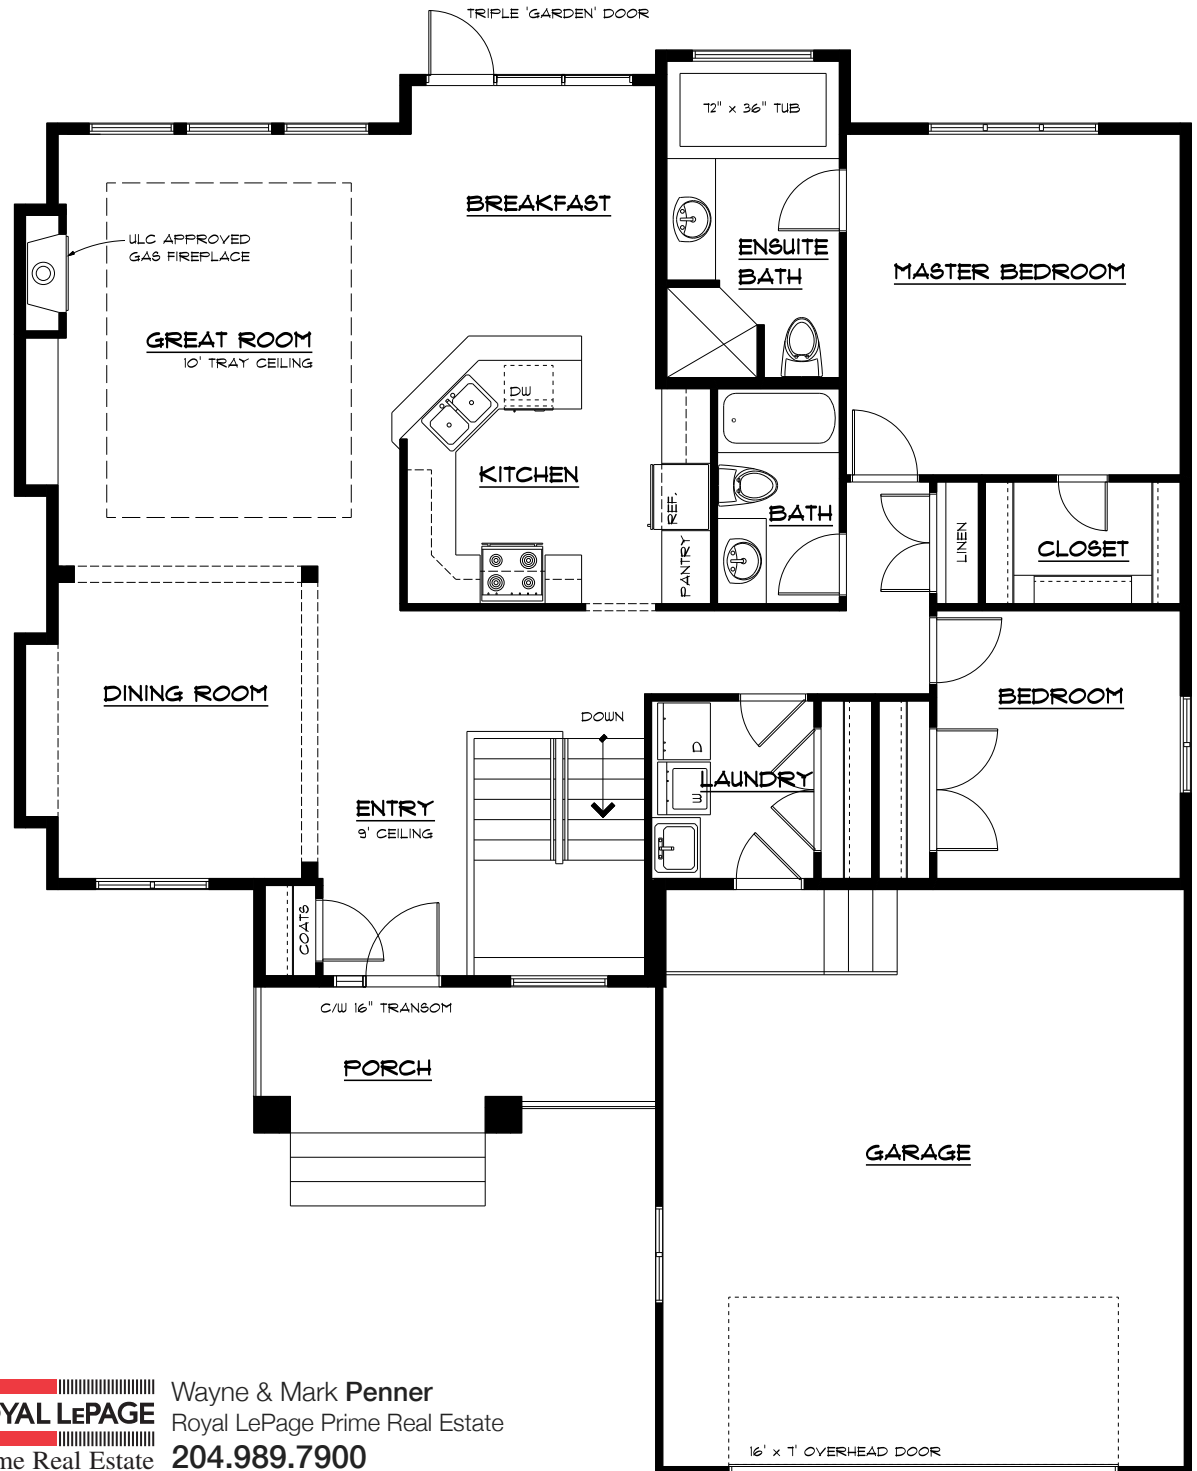 TRIPLE 'GARDEN' DOOR
72" x 36" TUB
BREAKFAST
ULC APPROVED
GAS FIREPLACE
ENSUITE
BATH
MASTER BEDROOM
GREAT ROOM
10' TRAY CEILING
DW
KITCHEN
REF.
BATH
LINEN
CLOSET
PANTRY
DINING ROOM
BEDROOM
DOWN
D
LAUNDRY
W
ENTRY
9' CEILING
COATS
C/W 16" TRANSOM
PORCH
GARAGE
16' x 7' OVERHEAD DOOR
YAL LEPAGE
me Real Estate
Wayne & Mark Penner
Royal LePage Prime Real Estate
204.989.7900